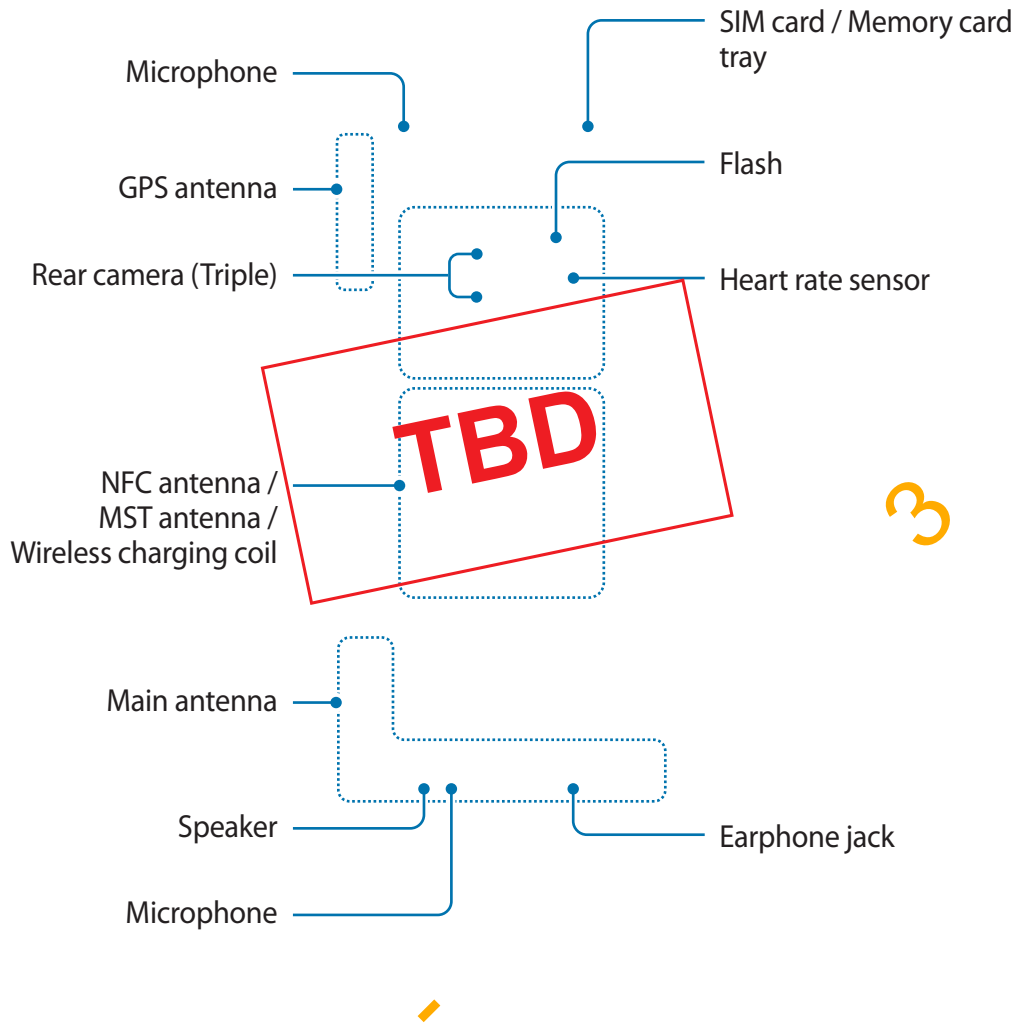 SIM card / Memory card
tray
Microphone
Flash
GPS antenna
Rear camera (Triple)
Heart rate sensor
TBD
NFC antenna /
MST antenna /
Wireless charging coil
3
Main antenna
Speaker
Earphone jack
Microphone